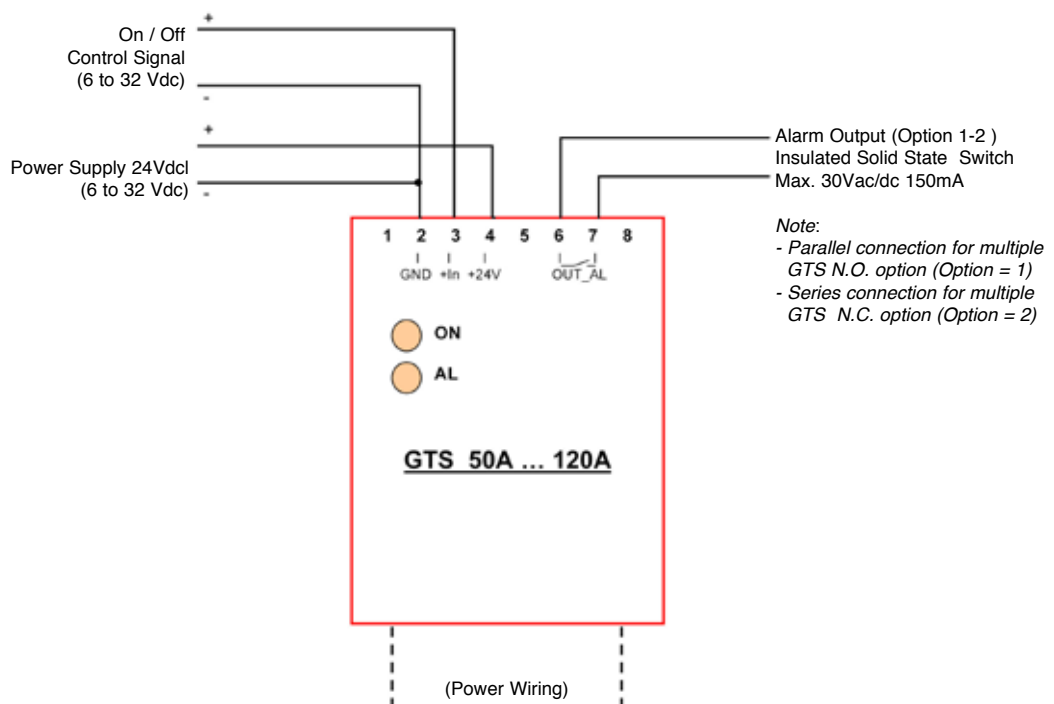 +
On / Off
Control Signal
(6 to 32 Vdc)
-
+
Power Supply 24Vdcl
(6 to 32 Vdc)
-
Alarm Output (Option 1-2 )
Insulated Solid State Switch
Max. 30Vac/dc 150mA
Note:
- Parallel connection for multiple
GTS N.O. option (Option = 1)
- Series connection for multiple
GTS N.C. option (Option = 2)
1 2 3 4 5 6 7 8
GND +In +24V OUT_AL
ON
AL
GTS 50A ... 120A
(Power Wiring)